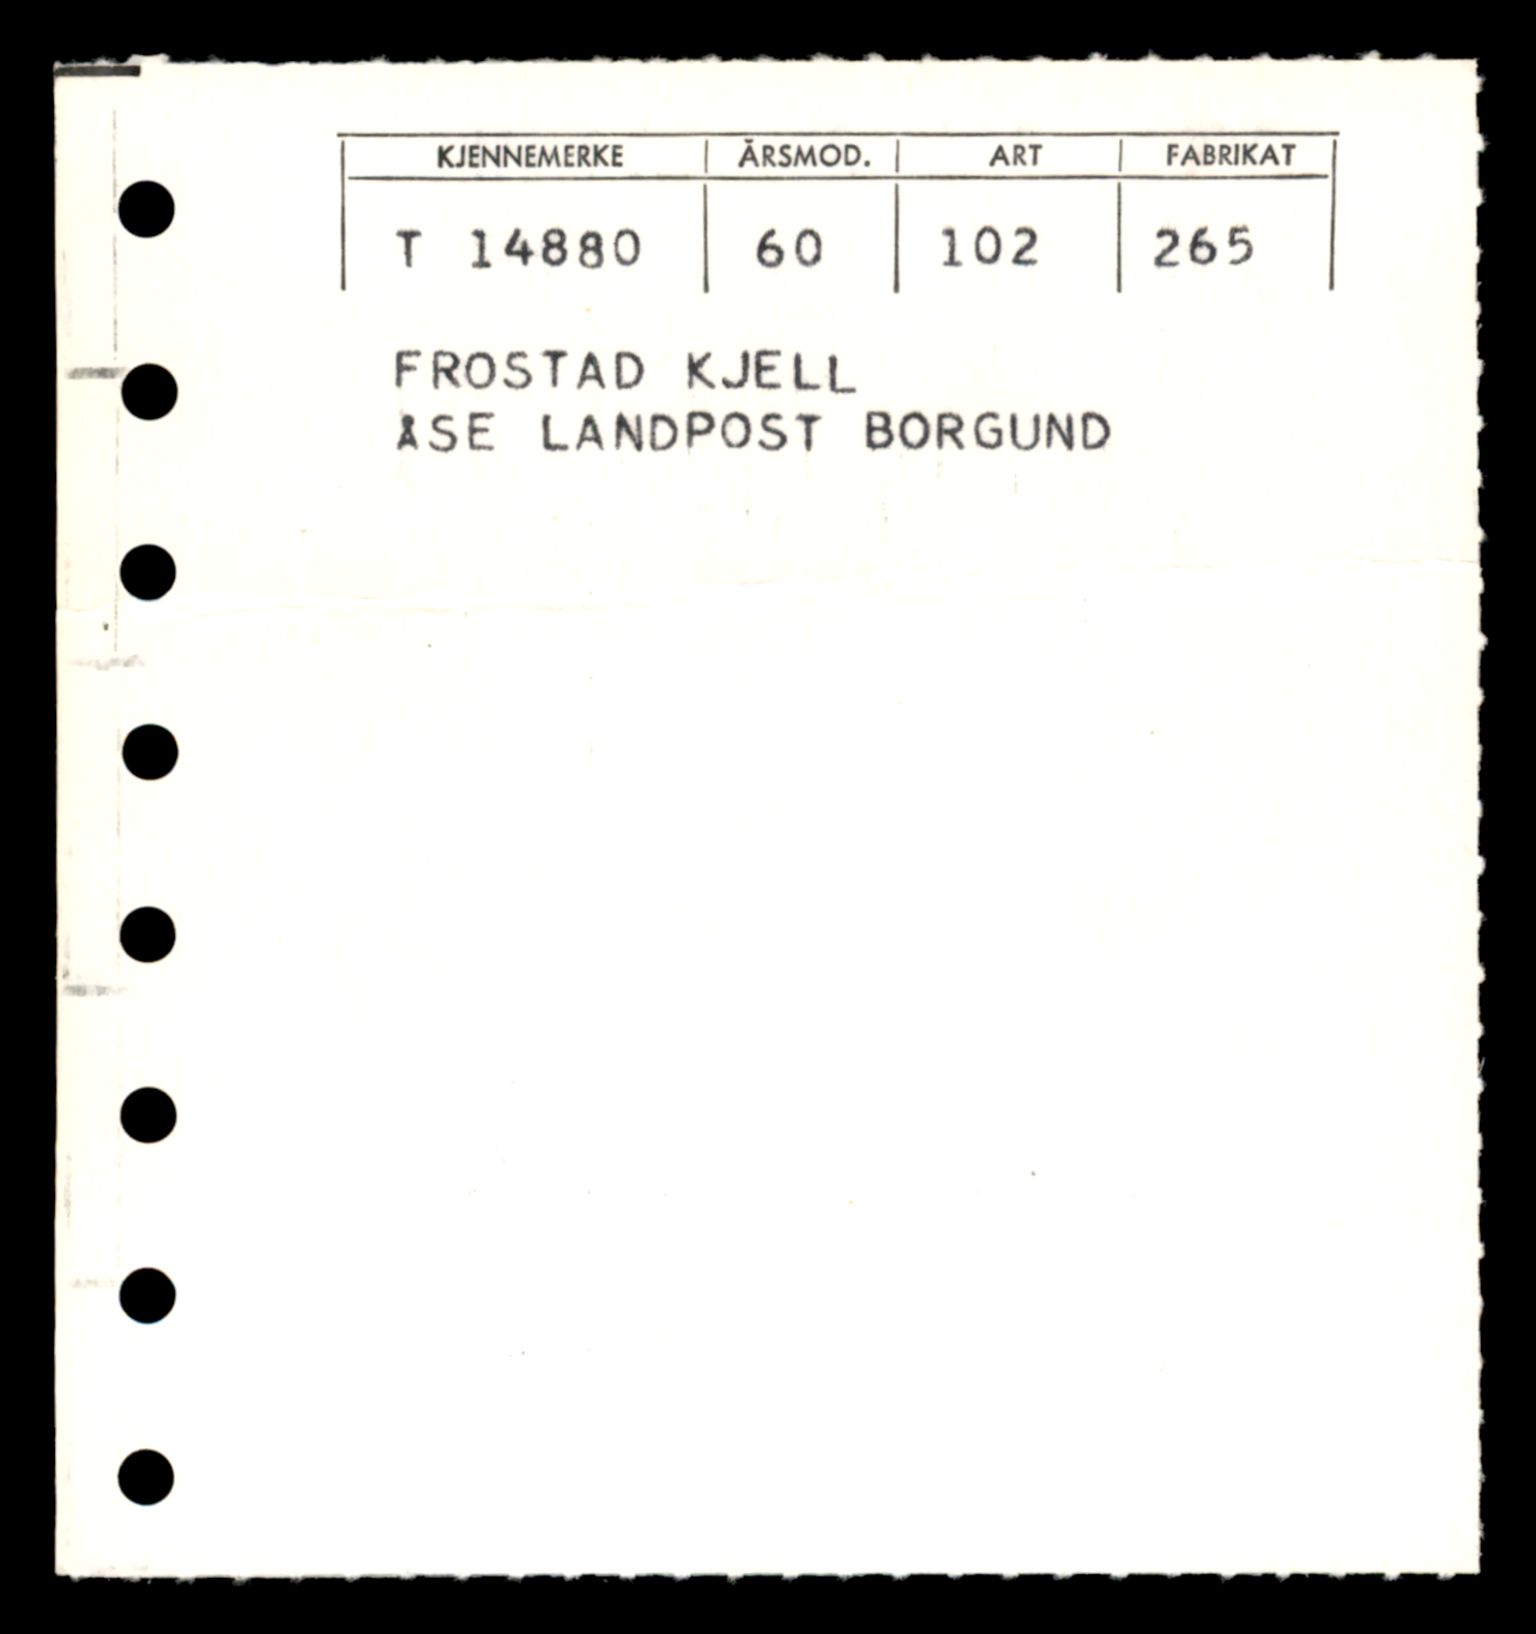 KJENNEMERKE ÅRSMOD. ART FABRIKAT
T 14880 60 102 265
FROSTAD KJELL
ÅSE LANDPOST BORGUND